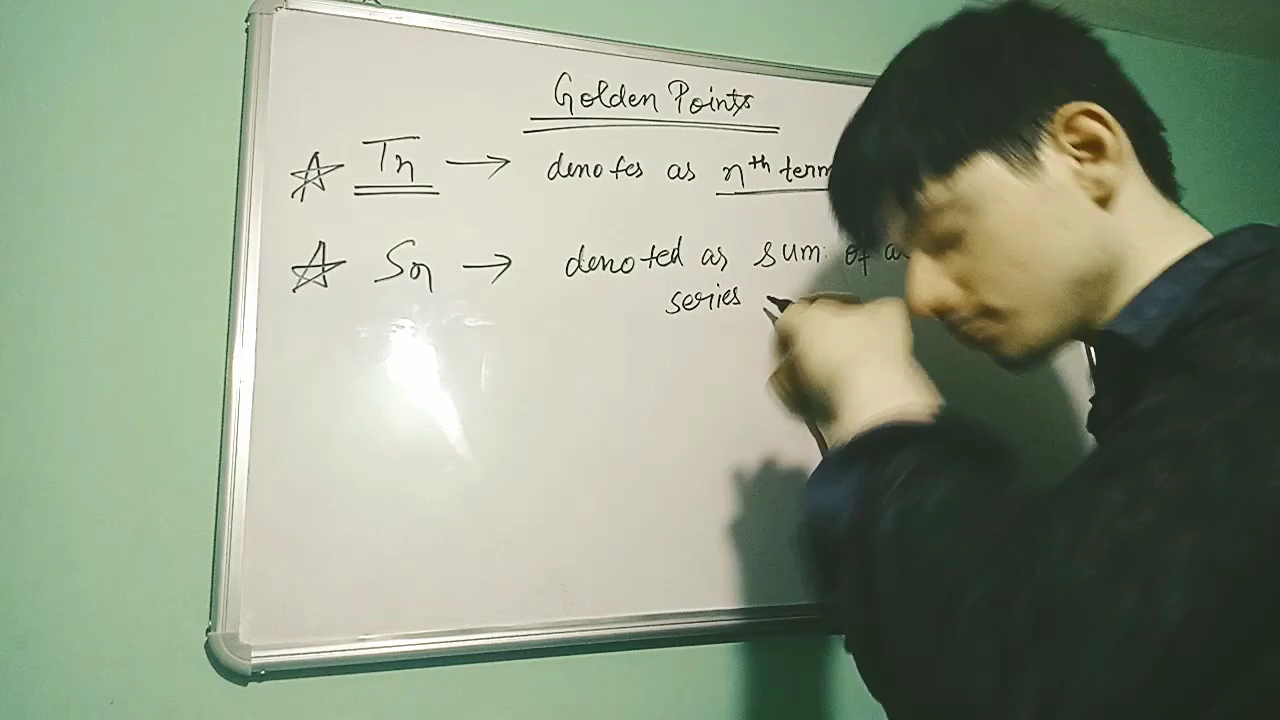 Golden Points
☆ Tn → denotes as nth term
☆ Sn → denoted as sum of
series